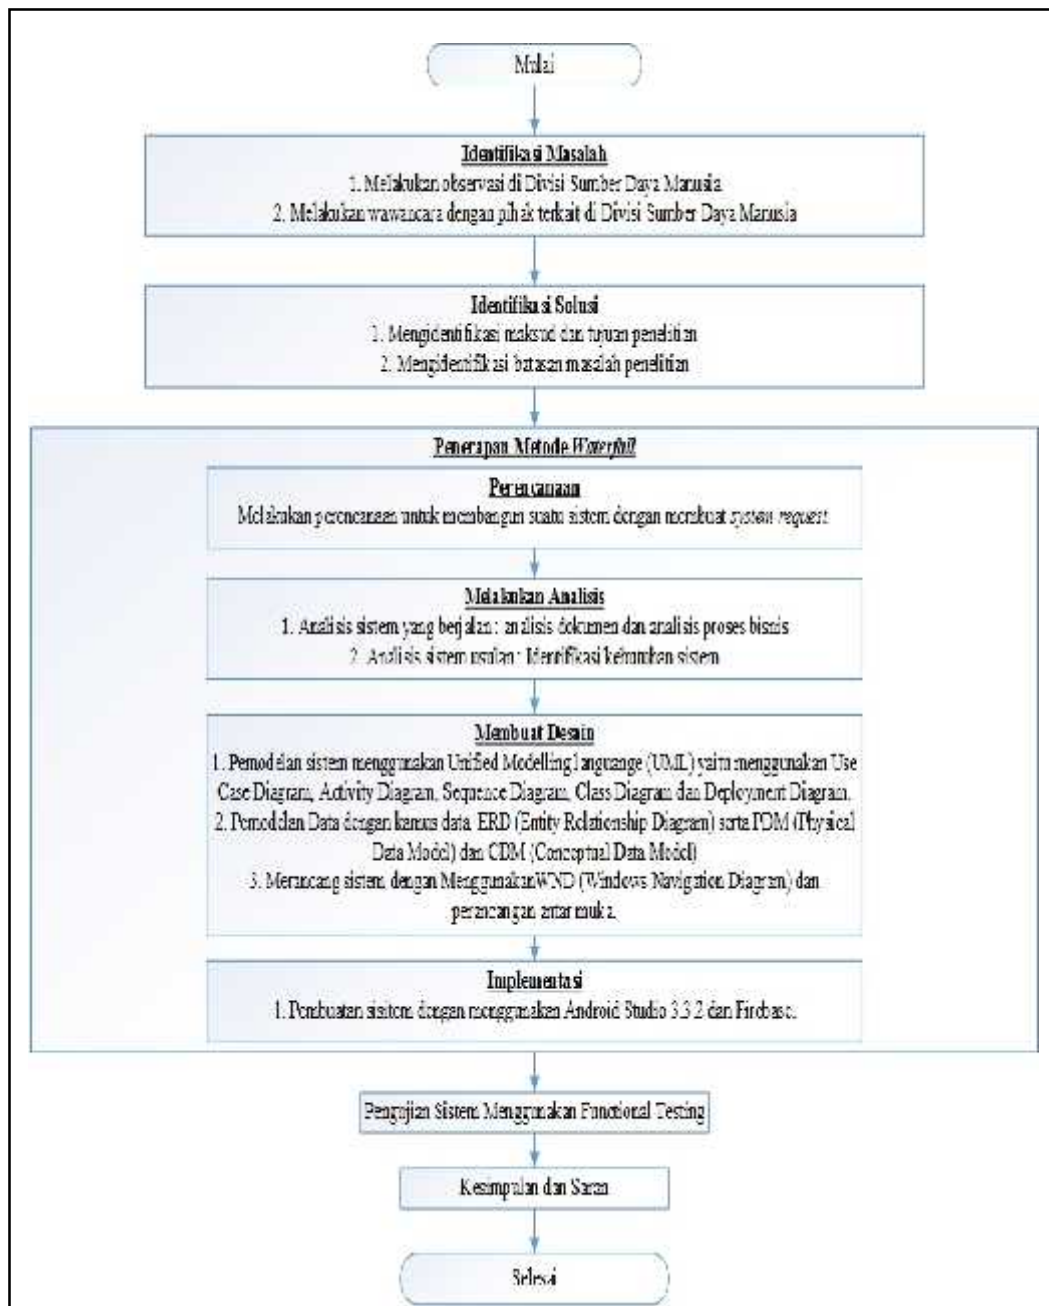 Mulai
Identifikasi Masalah
1. Melakukan observasi di Divisi Sumber Daya Manusia
2. Melakukan wawancara dengan pihak terkait di Divisi Sumber Daya Manusia
Identifikasi Solusi
1. Mengidentifikasi maksud dan tujuan penelitian
2. Mengidentifikasi batasan masalah penelitian
Penerapan Metode Waterfall
Perencanaan
Melakukan perencanaan untuk membangun suatu sistem dengan membuat system request
Melakukan Analisis
1. Analisis sistem yang berjalan : analisis dokumen dan analisis proses bisnis
2. Analisis sistem usulan : Identifikasi kebutuhan sistem
Membuat Desain
1. Pemodelan sistem menggunakan Unified Modelling languange (UML) yaitu menggunakan Use
Case Diagram, Activity Diagram, Sequence Diagram, Class Diagram dan Deployment Diagram.
2. Pemodelan Data dengan kamus data, ERD (Entity Relationship Diagram) serta PDM (Physical
Data Model) dan CDM (Conceptual Data Model)
3. Merancang sistem dengan MenggunakanWND (Windows Navigation Diagram) dan
perancangan antar muka.
Implementasi
1. Pembuatan sisitem dengan menggunakan Android Studio 3.3.2 dan Firebase.
Pengujian Sistem Menggunakan Functional Testing
Kesimpulan dan Saran
Selesai